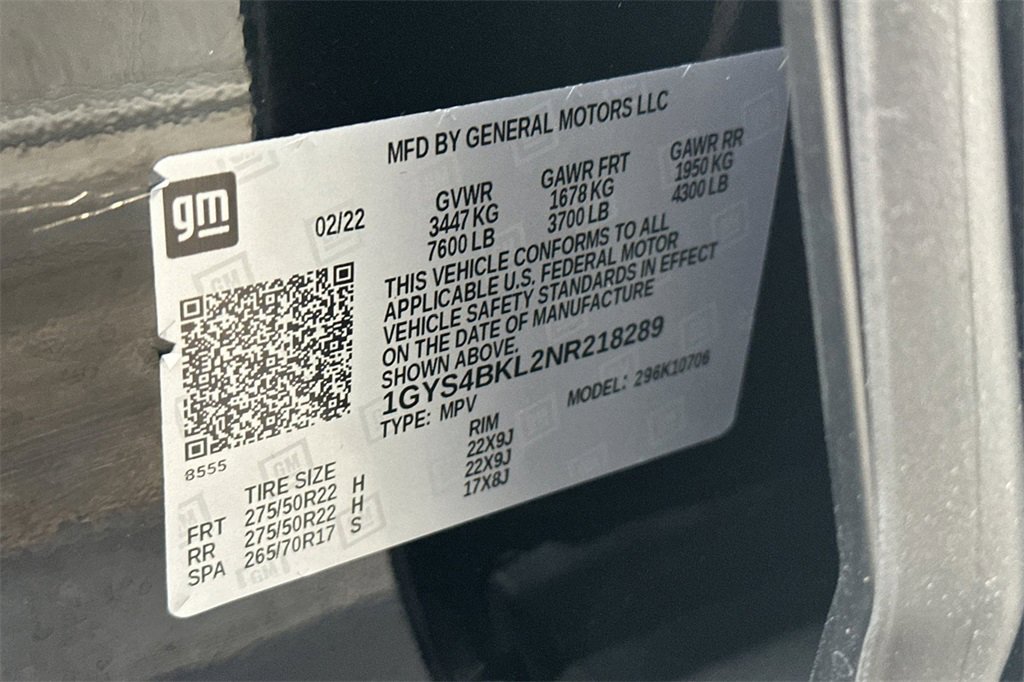 MFD BY GENERAL MOTORS LLC
gm
02/22
GVWR
3447 KG
7600 LB
GAWR FRT
1678 KG
3700 LB
GAWR RR
1950 KG
4300 LB
THIS VEHICLE CONFORMS TO ALL
APPLICABLE U.S. FEDERAL MOTOR
VEHICLE SAFETY STANDARDS IN EFFECT
ON THE DATE OF MANUFACTURE
SHOWN ABOVE.
1GYS4BKL2NR218289
TYPE: MPV MODEL: 296K10706
8555
TIRE SIZE RIM
FRT 275/50R22 H 22X9J
RR 275/50R22 H 22X9J
SPA 265/70R17 S 17X8J